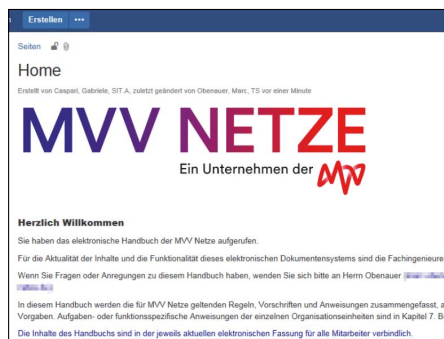 Erstellen
Seiten
Home
Erstellt von Caspari, Gabriele, SIT.A, zuletzt geändert von Obenauer, Marc, TS vor einer Minute
MVV NETZE
Ein Unternehmen der MVV
Herzlich Willkommen
Sie haben das elektronische Handbuch der MVV Netze aufgerufen.
Für die Aktualität der Inhalte und die Funktionalität dieses elektronischen Dokumentensystems sind die Fachingenieure
Wenn Sie Fragen oder Anregungen zu diesem Handbuch haben, wenden Sie sich bitte an Herrn Obenauer
In diesem Handbuch werden die für MVV Netze geltenden Regeln, Vorschriften und Anweisungen zusammengefasst, a
Vorgaben. Aufgaben- oder funktionsspezifische Anweisungen der einzelnen Organisationseinheiten sind in Kapitel 7. B
Die Inhalte des Handbuchs sind in der jeweils aktuellen elektronischen Fassung für alle Mitarbeiter verbindlich.